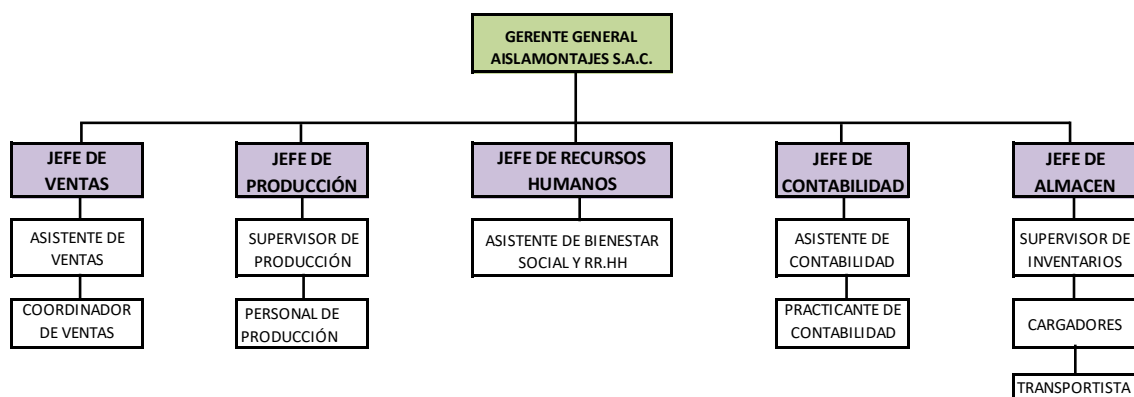 GERENTE GENERAL
AISLAMONTAJES S.A.C.
JEFE DE
VENTAS
JEFE DE
PRODUCCIÓN
JEFE DE RECURSOS
HUMANOS
JEFE DE
CONTABILIDAD
JEFE DE
ALMACEN
ASISTENTE DE
VENTAS
SUPERVISOR DE
PRODUCCIÓN
ASISTENTE DE BIENESTAR
SOCIAL Y RR.HH
ASISTENTE DE
CONTABILIDAD
SUPERVISOR DE
INVENTARIOS
COORDINADOR
DE VENTAS
PERSONAL DE
PRODUCCIÓN
PRACTICANTE DE
CONTABILIDAD
CARGADORES
TRANSPORTISTA